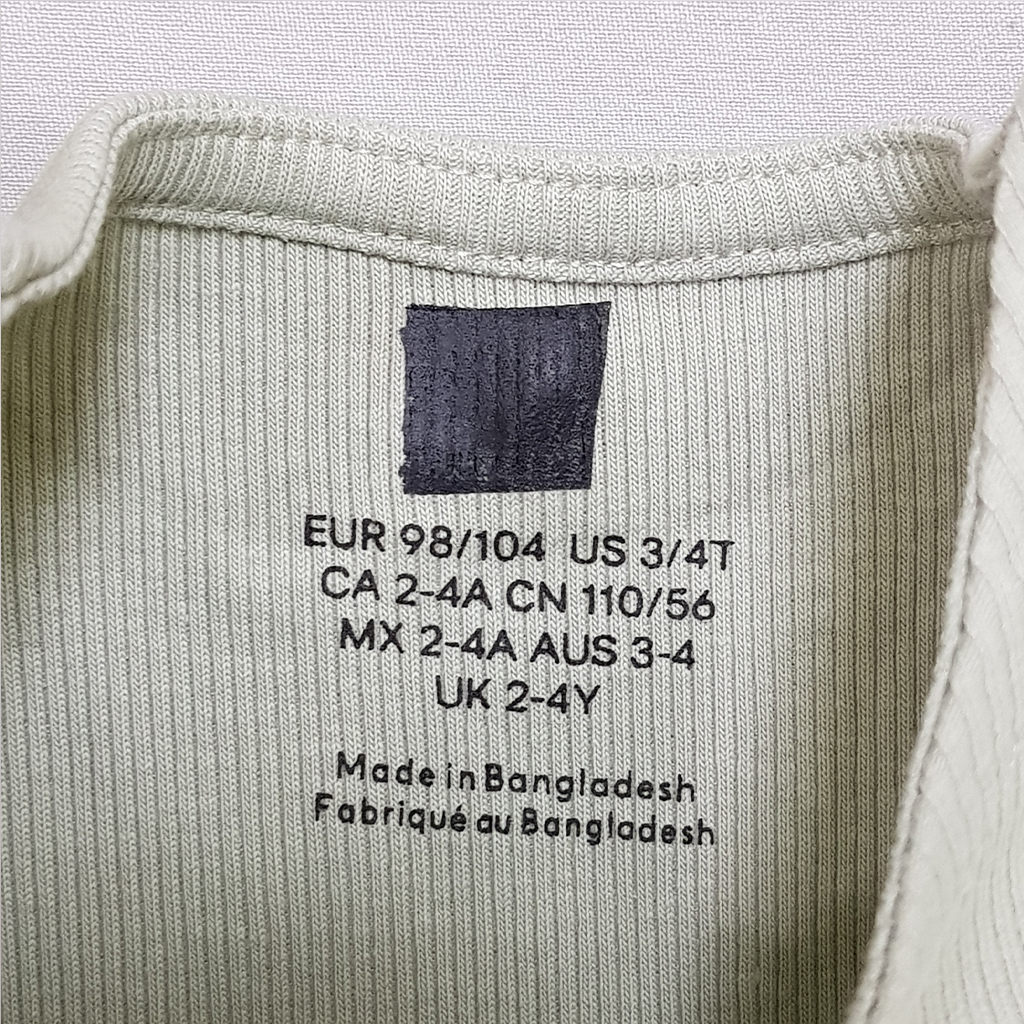 EUR 98/104 US 3/4T
CA 2-4A CN 110/56
MX 2-4A AUS 3-4
UK 2-4Y
Made in Bangladesh
Fabriqué au Bangladesh